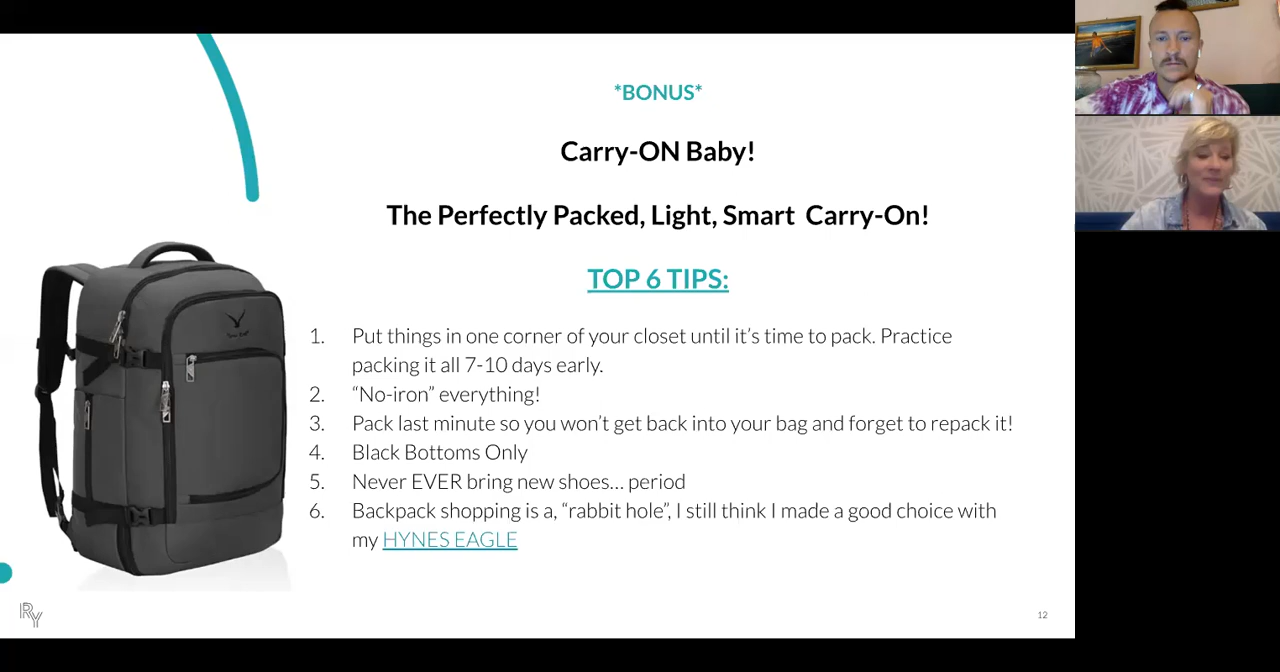 *BONUS*
Carry-ON Baby!
The Perfectly Packed, Light, Smart Carry-On!
TOP 6 TIPS:
1. Put things in one corner of your closet until it’s time to pack. Practice
packing it all 7-10 days early.
2. “No-iron” everything!
3. Pack last minute so you won’t get back into your bag and forget to repack it!
4. Black Bottoms Only
5. Never EVER bring new shoes... period
6. Backpack shopping is a, “rabbit hole”, I still think I made a good choice with
my HYNES EAGLE
RY
12